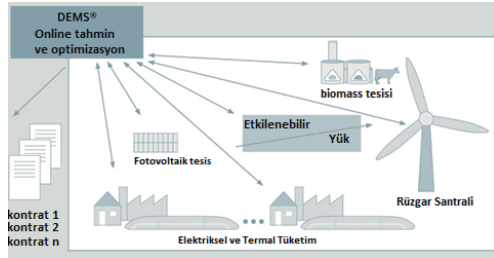 DEMS®
Online tahmin
ve optimizasyon
biomass tesisi
Etkilenebilir
Yük
Fotovoltaik tesis
Rüzgar Santrali
kontrat 1
kontrat 2
kontrat n
Elektriksel ve Termal Tüketim